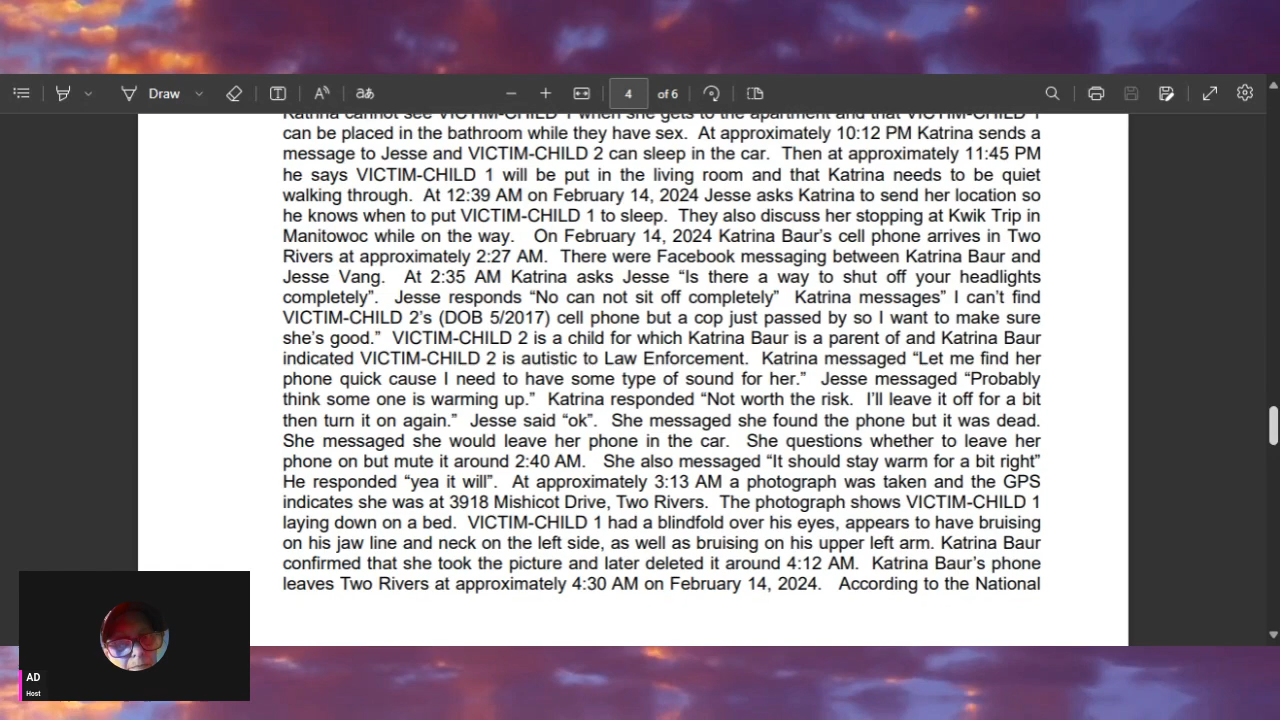 Draw
4
of 6
Katrina cannot see VICTIM-CHILD 1 when she gets to the apartment and that VICTIM-CHILD 1
can be placed in the bathroom while they have sex. At approximately 10:12 PM Katrina sends a
message to Jesse and VICTIM-CHILD 2 can sleep in the car. Then at approximately 11:45 PM
he says VICTIM-CHILD 1 will be put in the living room and that Katrina needs to be quiet
walking through. At 12:39 AM on February 14, 2024 Jesse asks Katrina to send her location so
he knows when to put VICTIM-CHILD 1 to sleep. They also discuss her stopping at Kwik Trip in
Manitowoc while on the way. On February 14, 2024 Katrina Baur's cell phone arrives in Two
Rivers at approximately 2:27 AM. There were Facebook messaging between Katrina Baur and
Jesse Vang. At 2:35 AM Katrina asks Jesse "Is there a way to shut off your headlights
completely". Jesse responds "No can not sit off completely" Katrina messages" I can't find
VICTIM-CHILD 2's (DOB 5/2017) cell phone but a cop just passed by so I want to make sure
she's good." VICTIM-CHILD 2 is a child for which Katrina Baur is a parent of and Katrina Baur
indicated VICTIM-CHILD 2 is autistic to Law Enforcement. Katrina messaged "Let me find her
phone quick cause I need to have some type of sound for her." Jesse messaged "Probably
think some one is warming up." Katrina responded "Not worth the risk. I'll leave it off for a bit
then turn it on again." Jesse said "ok". She messaged she found the phone but it was dead.
She messaged she would leave her phone in the car. She questions whether to leave her
phone on but mute it around 2:40 AM. She also messaged "It should stay warm for a bit right"
He responded "yea it will". At approximately 3:13 AM a photograph was taken and the GPS
indicates she was at 3918 Mishicot Drive, Two Rivers. The photograph shows VICTIM-CHILD 1
laying down on a bed. VICTIM-CHILD 1 had a blindfold over his eyes, appears to have bruising
on his jaw line and neck on the left side, as well as bruising on his upper left arm. Katrina Baur
confirmed that she took the picture and later deleted it around 4:12 AM. Katrina Baur's phone
leaves Two Rivers at approximately 4:30 AM on February 14, 2024. According to the National
AD
Host